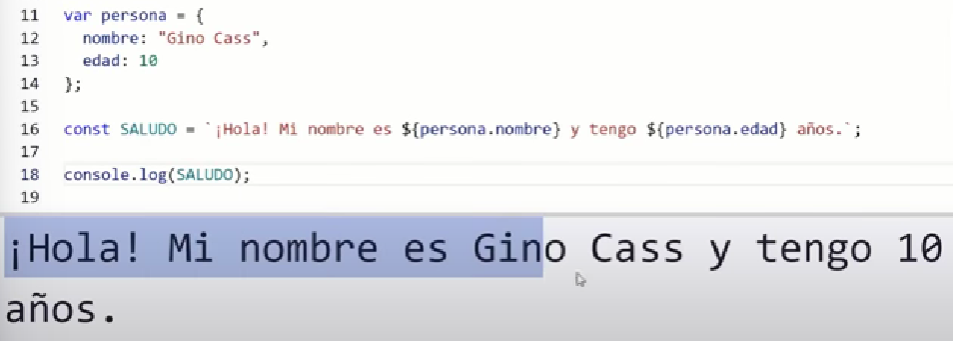 11 var persona = {
12   nombre: "Gino Cass",
13   edad: 10
14 };
15
16 const SALUDO = `¡Hola! Mi nombre es ${persona.nombre} y tengo ${persona.edad} años.`;
17
18 console.log(SALUDO);
19
¡Hola! Mi nombre es Gino Cass y tengo 10
años.